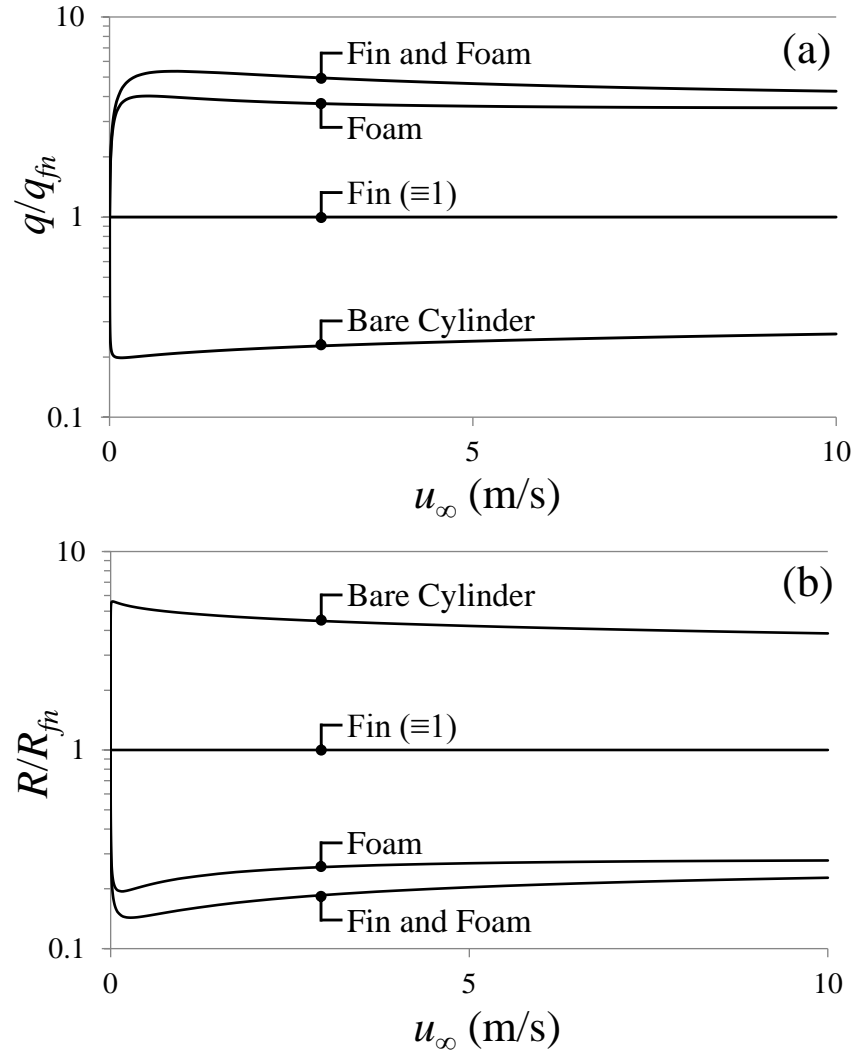 10
(a)
Fin and Foam
Foam
q/q_fn
Fin (≡1)
1
Bare Cylinder
0.1
0
5
10
u_∞ (m/s)
10
(b)
Bare Cylinder
R/R_fn
Fin (≡1)
1
Foam
Fin and Foam
0.1
0
5
10
u_∞ (m/s)